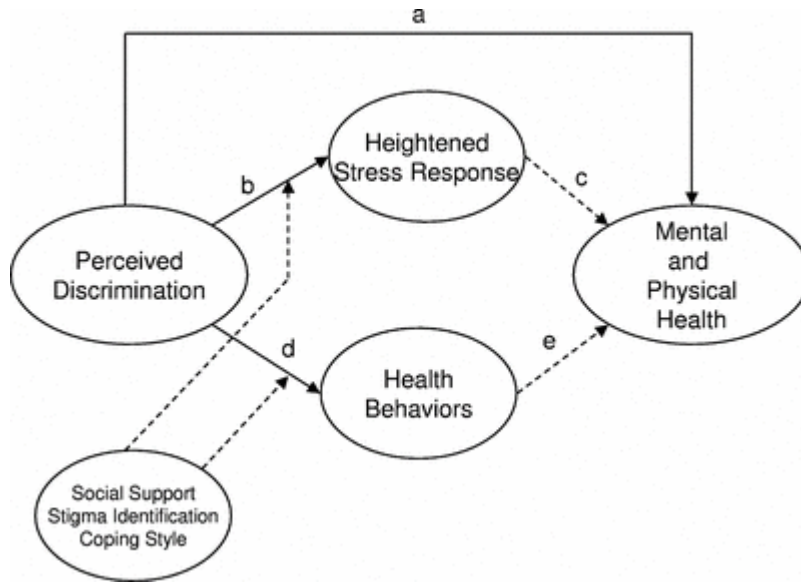 a
Heightened
Stress Response
b
c
Perceived
Discrimination
Mental
and
Physical
Health
d
e
Health
Behaviors
Social Support
Stigma Identification
Coping Style